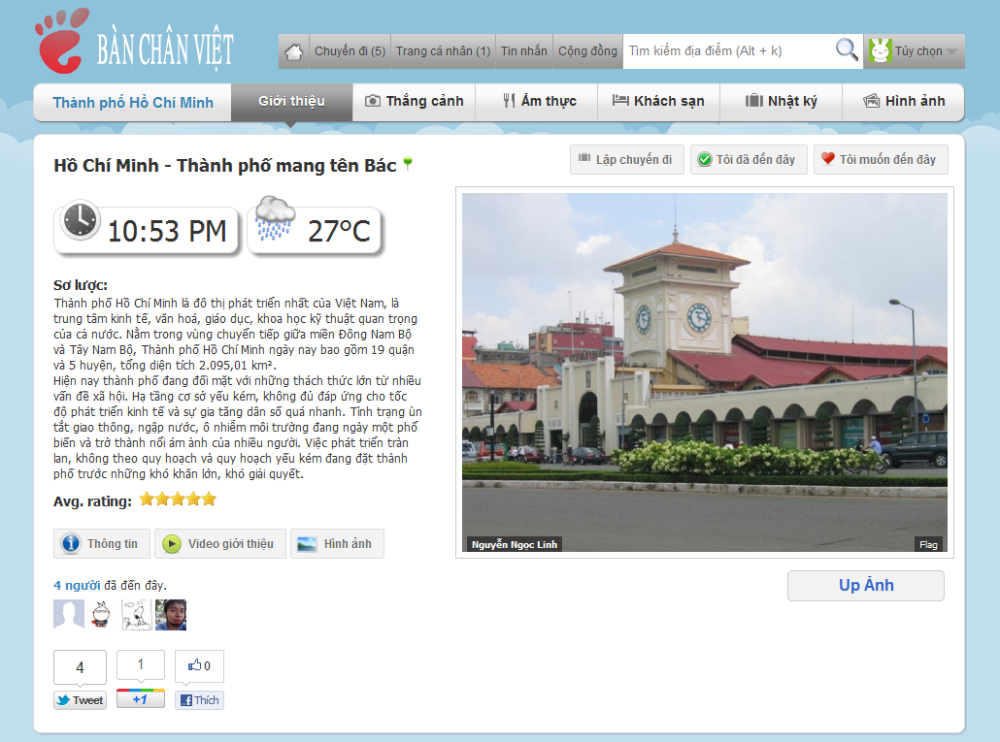 BÀN CHÂN VIỆT
Chuyến đi (5)
Trang cá nhân (1)
Tin nhắn
Cộng đồng
Tìm kiếm địa điểm (Alt + k)
Tùy chọn
Thành phố Hồ Chí Minh
Giới thiệu
Thắng cảnh
Ẩm thực
Khách sạn
Nhật ký
Hình ảnh
Hồ Chí Minh - Thành phố mang tên Bác
Lập chuyến đi
Tôi đã đến đây
Tôi muốn đến đây
10:53 PM
27°C
Sơ lược:
Thành phố Hồ Chí Minh là đô thị phát triển nhất của Việt Nam, là
trung tâm kinh tế, văn hoá, giáo dục, khoa học kỹ thuật quan trọng
của cả nước. Nằm trong vùng chuyển tiếp giữa miền Đông Nam Bộ
và Tây Nam Bộ, Thành phố Hồ Chí Minh ngày nay bao gồm 19 quận
và 5 huyện, tổng diện tích 2.095,01 km².
Hiện nay thành phố đang đối mặt với những thách thức lớn từ nhiều
vấn đề xã hội. Hạ tầng cơ sở yếu kém, không đủ đáp ứng cho tốc
độ phát triển kinh tế và sự gia tăng dân số quá nhanh. Tình trạng ùn
tắt giao thông, ngập nước, ô nhiễm môi trường đang ngày một phổ
biến và trở thành nổi ám ảnh của nhiều người. Việc phát triển tràn
lan, không theo quy hoạch và quy hoạch yếu kém đang đặt thành
phố trước những khó khăn lớn, khó giải quyết.
Avg. rating:
Thông tin
Video giới thiệu
Hình ảnh
Nguyễn Ngọc Linh
Flag
Up Ảnh
4 người đã đến đây.
4
1
0
Tweet
+1
Thích